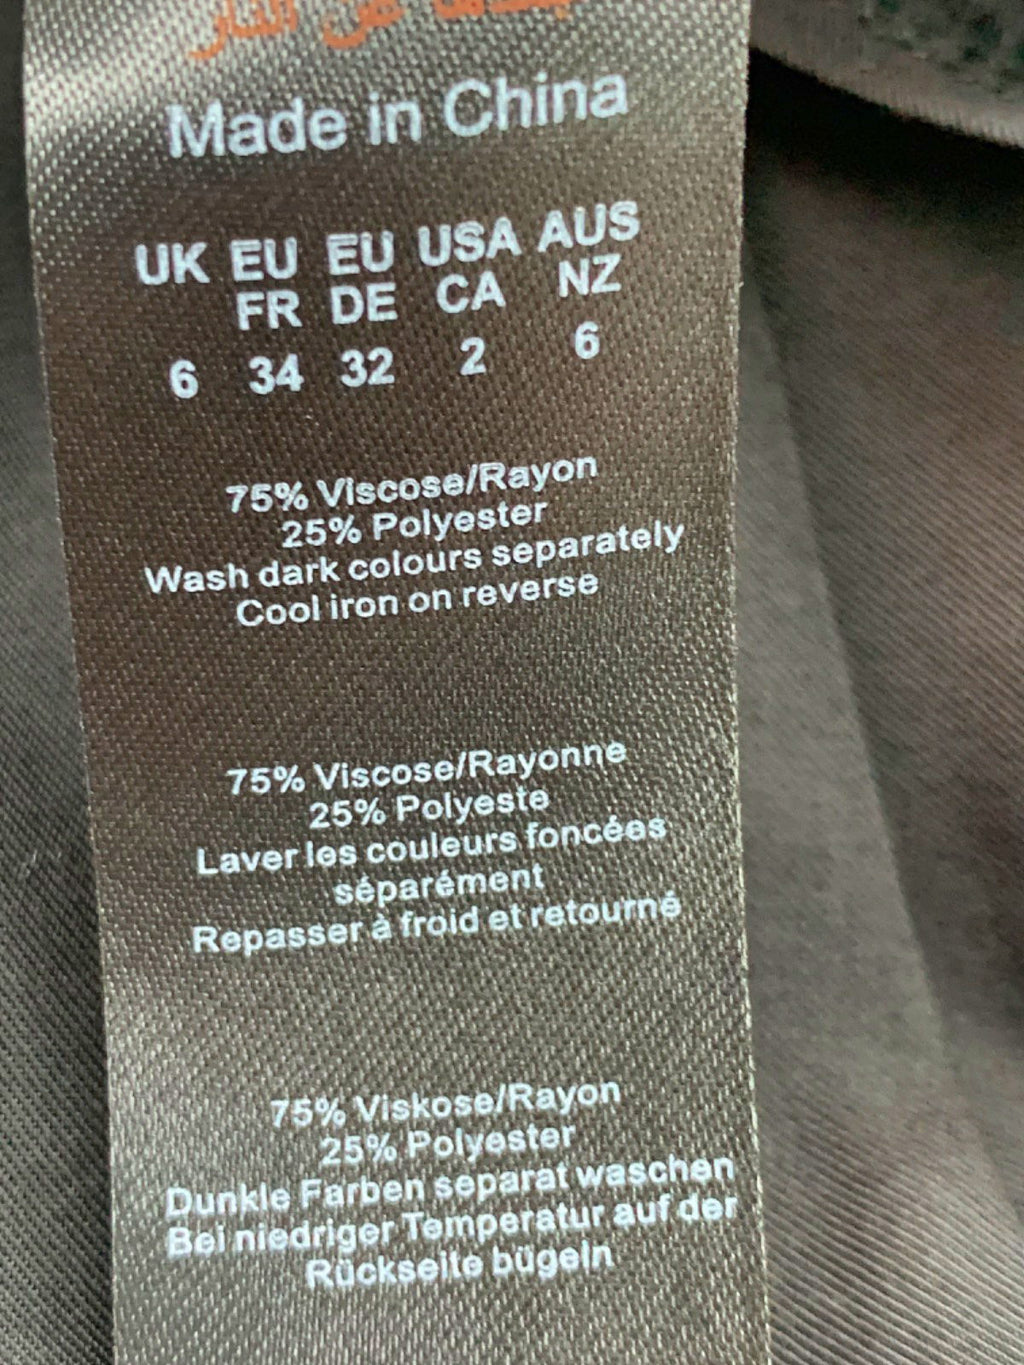 عن النار
Made in China
UK EU EU USA AUS
FR DE CA NZ
6 34 32 2 6
75% Viscose/Rayon
25% Polyester
Wash dark colours separately
Cool iron on reverse
75% Viscose/Rayonne
25% Polyeste
Laver les couleurs foncées
séparément
Repasser à froid et retourné
75% Viskose/Rayon
25% Polyester
Dunkle Farben separat waschen
Bei niedriger Temperatur auf der
Rückseite bügeln